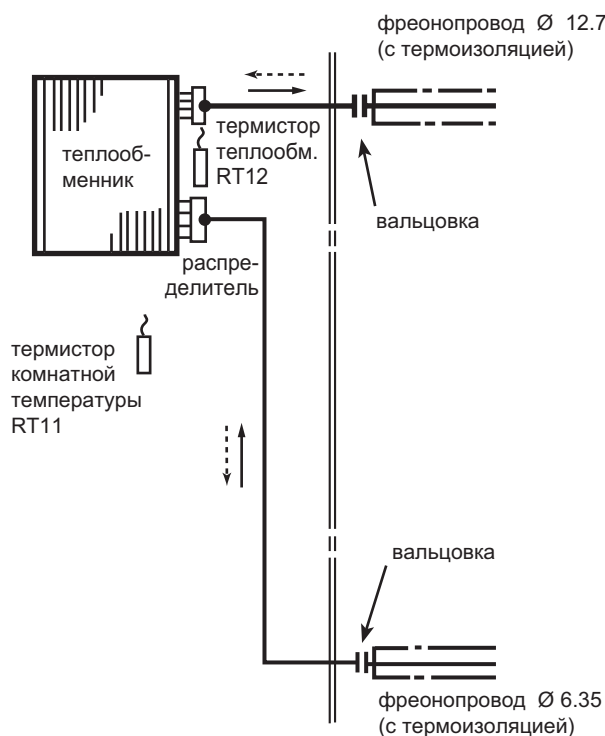 фреонопровод Ø 12.7
(с термоизоляцией)
термистор
теплообм.
RT12
теплооб-
менник
вальцовка
распре-
делитель
термистор
комнатной
температуры
RT11
вальцовка
фреонопровод Ø 6.35
(с термоизоляцией)